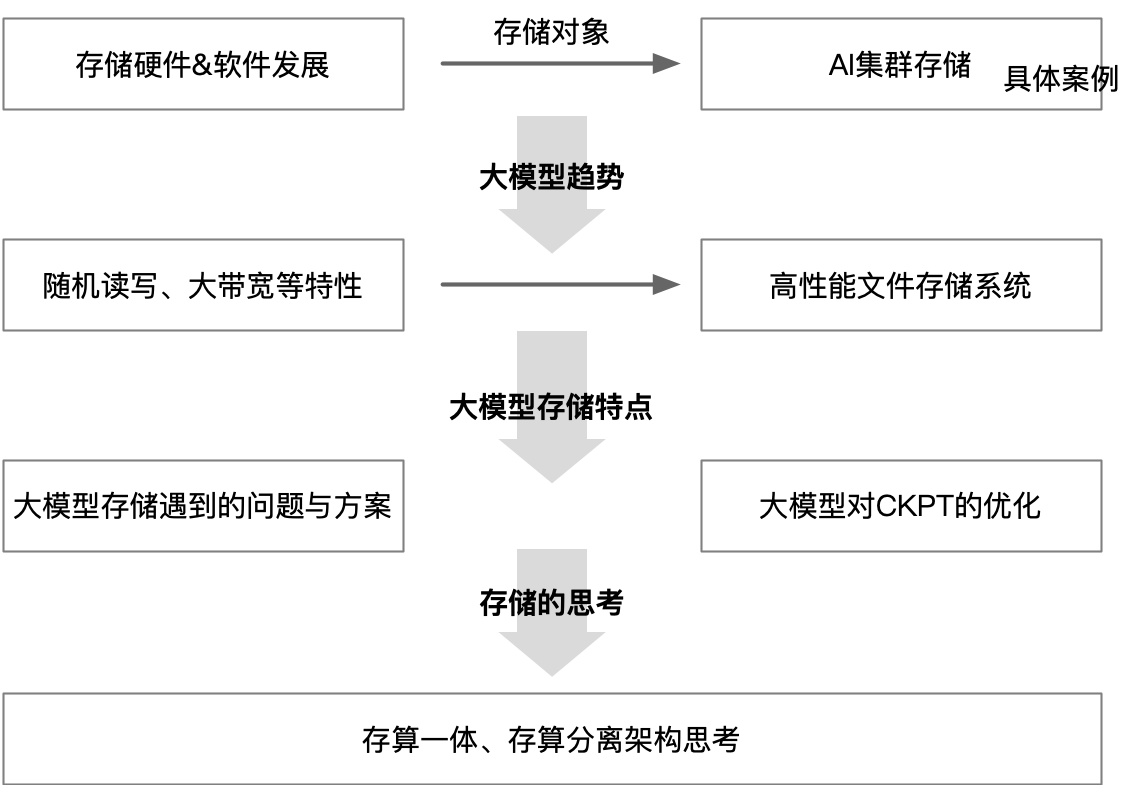 存储对象
存储硬件&软件发展
AI集群存储
具体案例
大模型趋势
随机读写、大带宽等特性
高性能文件存储系统
大模型存储特点
大模型存储遇到的问题与方案
大模型对CKPT的优化
存储的思考
存算一体、存算分离架构思考